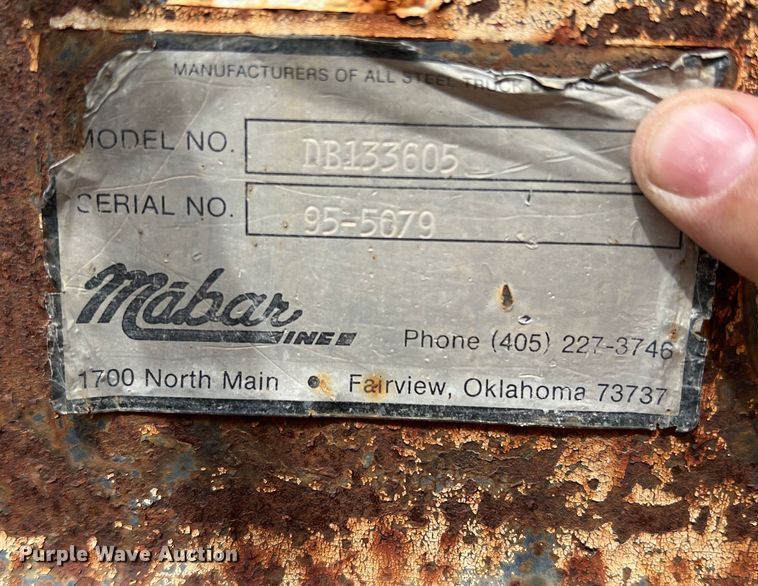 MANUFACTURERS OF ALL STEEL TRUCK
MODEL NO. DB133605
SERIAL NO. 95-5079
Mabar INE
Phone (405) 227-3746
1700 North Main • Fairview, Oklahoma 73737
Purple Wave Auction